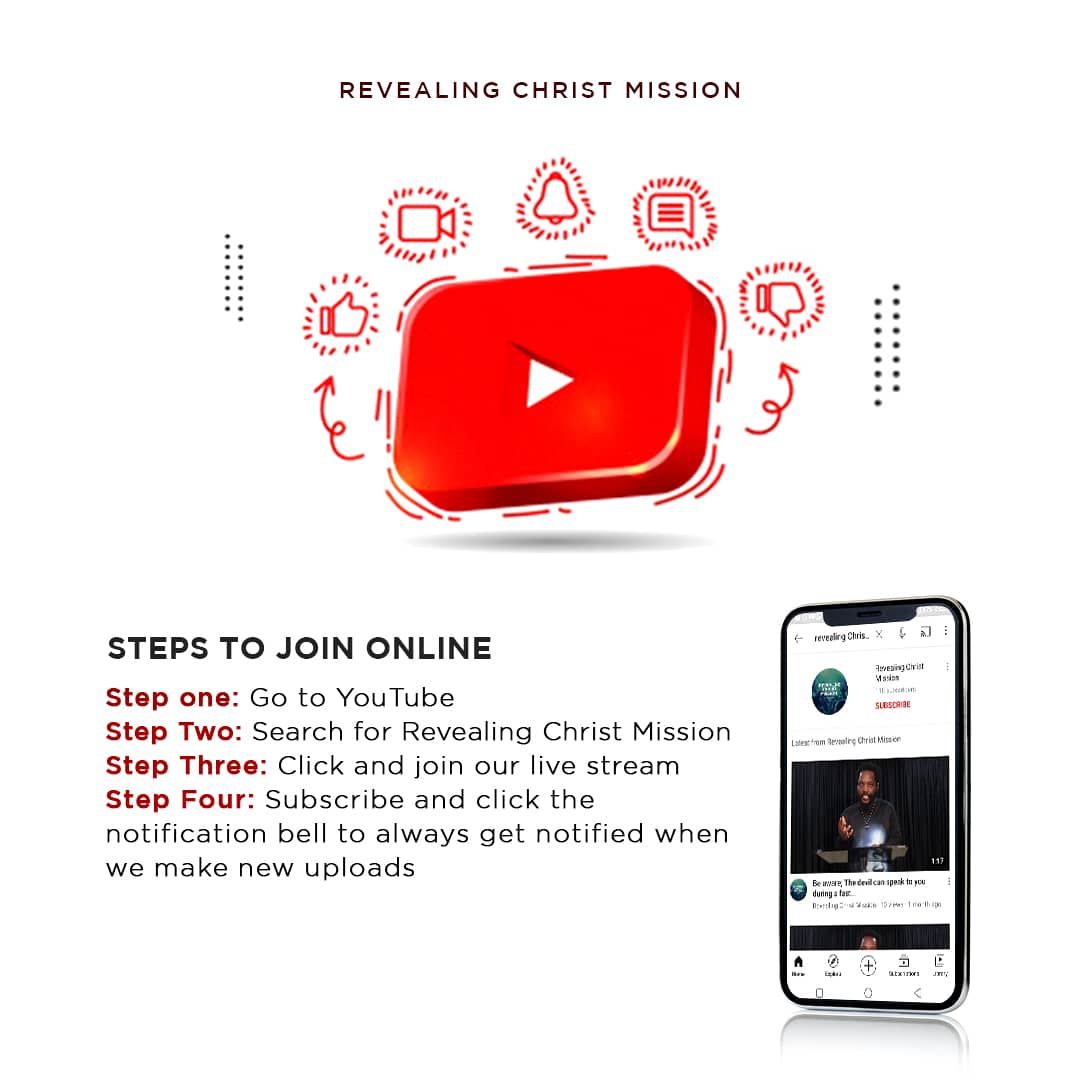 REVEALING CHRIST MISSION
STEPS TO JOIN ONLINE
Step one: Go to YouTube
Step Two: Search for Revealing Christ Mission
Step Three: Click and join our live stream
Step Four: Subscribe and click the
notification bell to always get notified when
we make new uploads
revealing Chris..
Revealing Christ
Mission
110 subscribers
SUBSCRIBE
Latest from Revealing Christ Mission
1:17
Be aware; The devil can speak to you
during a fast...
Revealing Christ Mission 1 month ago
Home
Explore
Subscriptions
Library